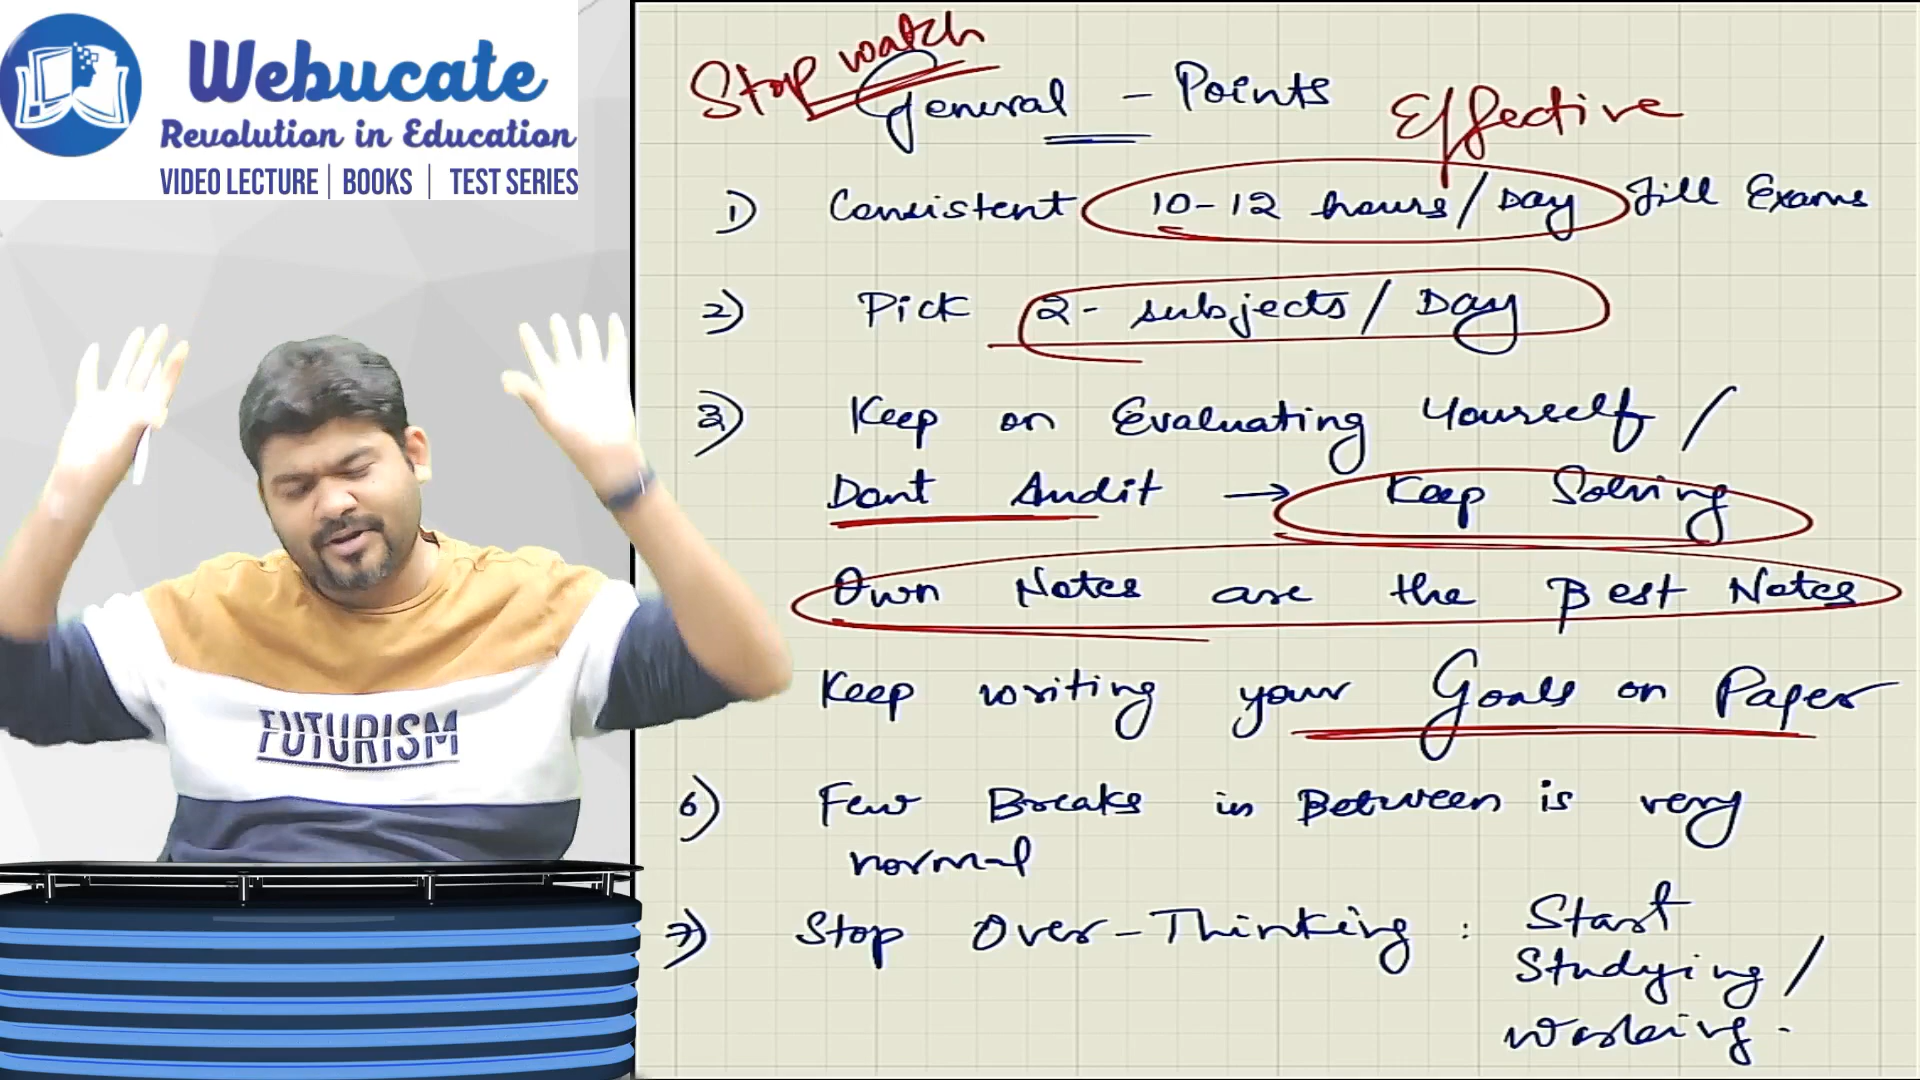 Webucate
Revolution in Education
VIDEO LECTURE | BOOKS | TEST SERIES
FUTURISM
Stop watch
General - Points
Effective
1) Consistent 10-12 hours/Day Till Exams
2) Pick 2- subjects / Day
3) Keep on Evaluating Yourself /
Dont Audit → Keep Solving
Own Notes are the Best Notes
Keep writing your Goals on Paper
6) Few Breaks in Between is very
normal
7) Stop Over-Thinking : Start
Studying /
Working.